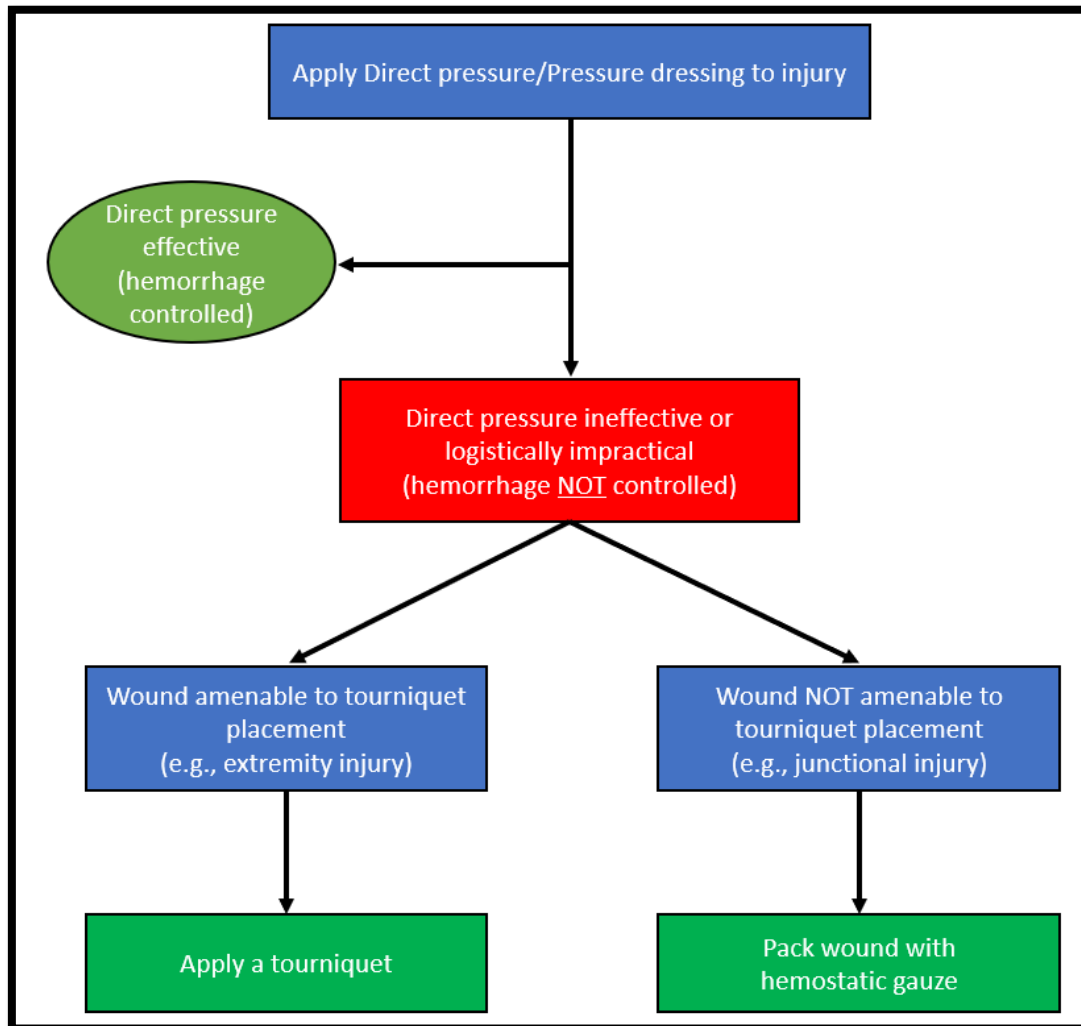 Apply Direct pressure/Pressure dressing to injury
Direct pressure
effective
(hemorrhage
controlled)
Direct pressure ineffective or
logistically impractical
(hemorrhage NOT controlled)
Wound amenable to tourniquet
placement
(e.g., extremity injury)
Wound NOT amenable to
tourniquet placement
(e.g., junctional injury)
Apply a tourniquet
Pack wound with
hemostatic gauze